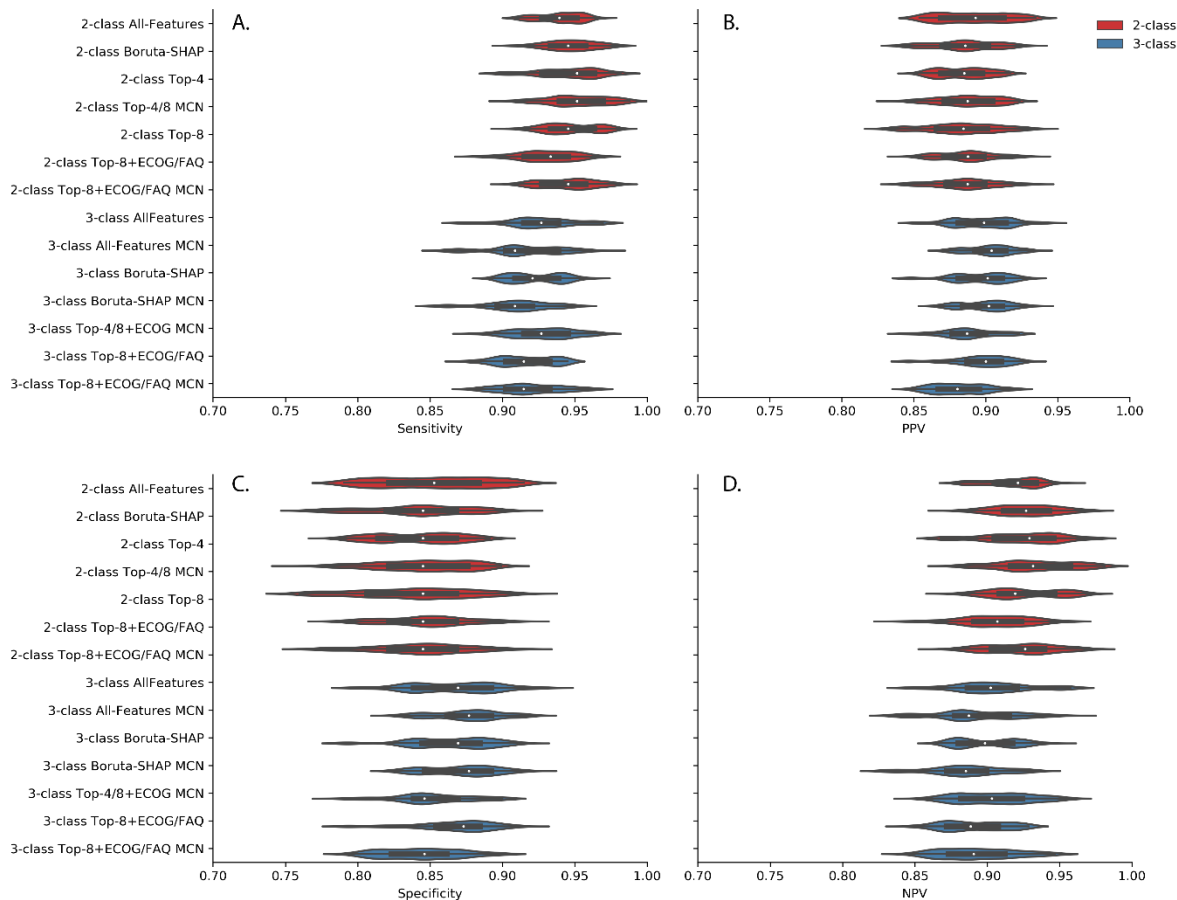 A.
2-class All-Features
2-class Boruta-SHAP
2-class Top-4
2-class Top-4/8 MCN
2-class Top-8
2-class Top-8+ECOG/FAQ
2-class Top-8+ECOG/FAQ MCN
3-class AllFeatures
3-class All-Features MCN
3-class Boruta-SHAP
3-class Boruta-SHAP MCN
3-class Top-4/8+ECOG MCN
3-class Top-8+ECOG/FAQ
3-class Top-8+ECOG/FAQ MCN
0.70 0.75 0.80 0.85 0.90 0.95 1.00
Sensitivity
B.
2-class
3-class
0.70 0.75 0.80 0.85 0.90 0.95 1.00
PPV
C.
2-class All-Features
2-class Boruta-SHAP
2-class Top-4
2-class Top-4/8 MCN
2-class Top-8
2-class Top-8+ECOG/FAQ
2-class Top-8+ECOG/FAQ MCN
3-class AllFeatures
3-class All-Features MCN
3-class Boruta-SHAP
3-class Boruta-SHAP MCN
3-class Top-4/8+ECOG MCN
3-class Top-8+ECOG/FAQ
3-class Top-8+ECOG/FAQ MCN
0.70 0.75 0.80 0.85 0.90 0.95 1.00
Specificity
D.
0.70 0.75 0.80 0.85 0.90 0.95 1.00
NPV